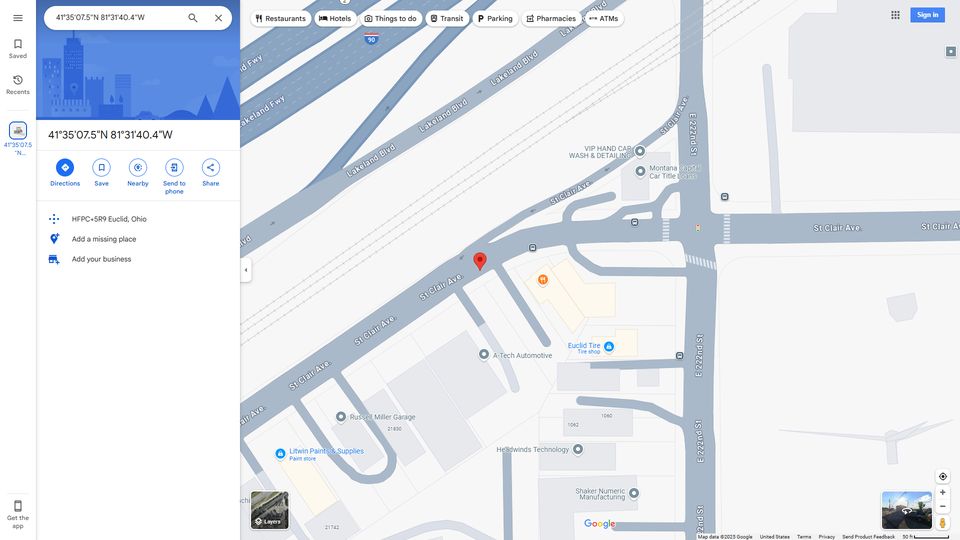 41°35'07.5"N 81°31'40.4"W
Restaurants
Hotels
Things to do
Transit
Parking
Pharmacies
ATMs
Sign in
Saved
Recents
41°35'07.5
"N...
41°35'07.5"N 81°31'40.4"W
Directions
Save
Nearby
Send to
phone
Share
HFPC+5R9 Euclid, Ohio
Add a missing place
Add your business
Get the
app
90
2
Lakeland Blvd
Lakeland Blvd
Lakeland Blvd
Lakeland Fwy
St Clair Ave.
St Clair Ave.
E 222nd St
VIP HAND CAR
WASH & DETAILING
Montana Capital
Car Title Loans
St Clair Ave.
St Clair Ave.
St Clair Ave.
St Clair Ave.
St Clair Ave.
Euclid Tire
Tire shop
A-Tech Automotive
E 222nd St
Russell Miller Garage
21830
1060
1062
E 222nd St
Litwin Paints & Supplies
Paint store
Headwinds Technology
Shaker Numeric
Manufacturing
21742
Layers
Google
Map data ©2025 Google
United States
Terms
Privacy
Send Product Feedback
50 ft